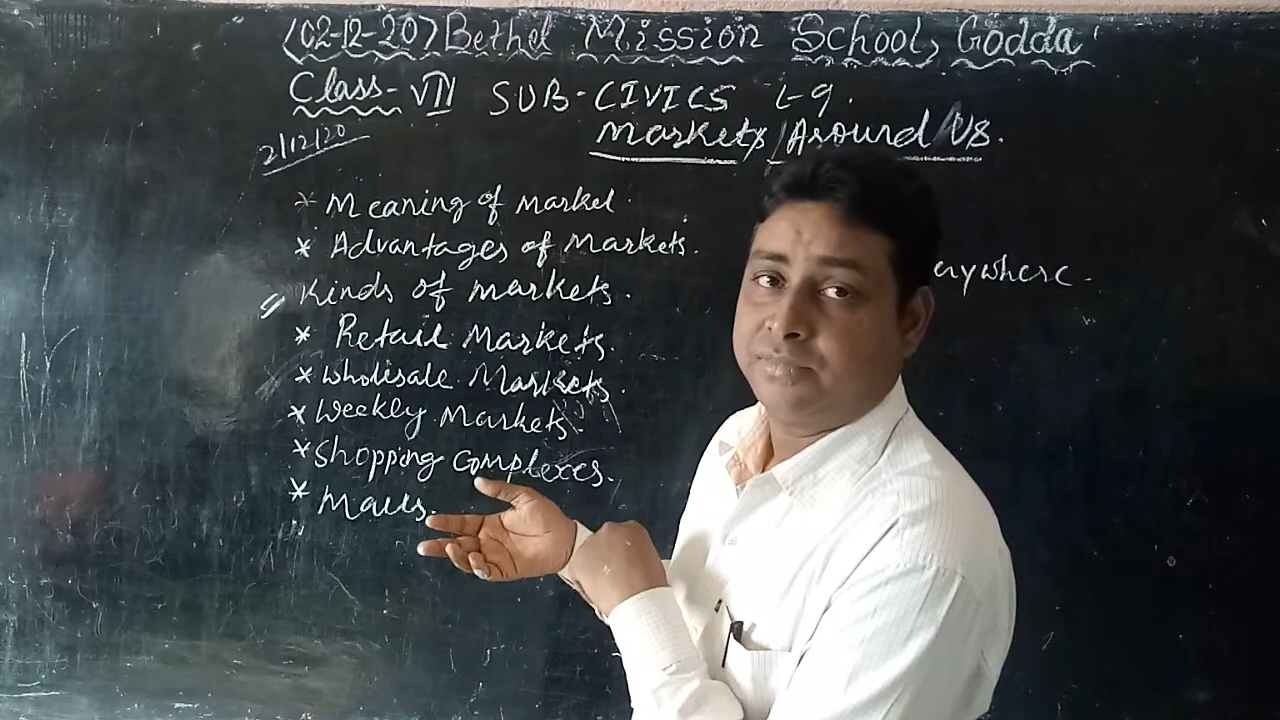 (02-12-20) Bethel Mission School, Godda
Class-VII SUB-CIVICS L-9.
2/12/20
Markets Around Us.
* Meaning of Market.
* Advantages of Markets.
Kinds of Markets.
* Retail Markets.
* Wholesale Markets.
* Weekly Markets.
* Shopping Complexes.
* Malls.